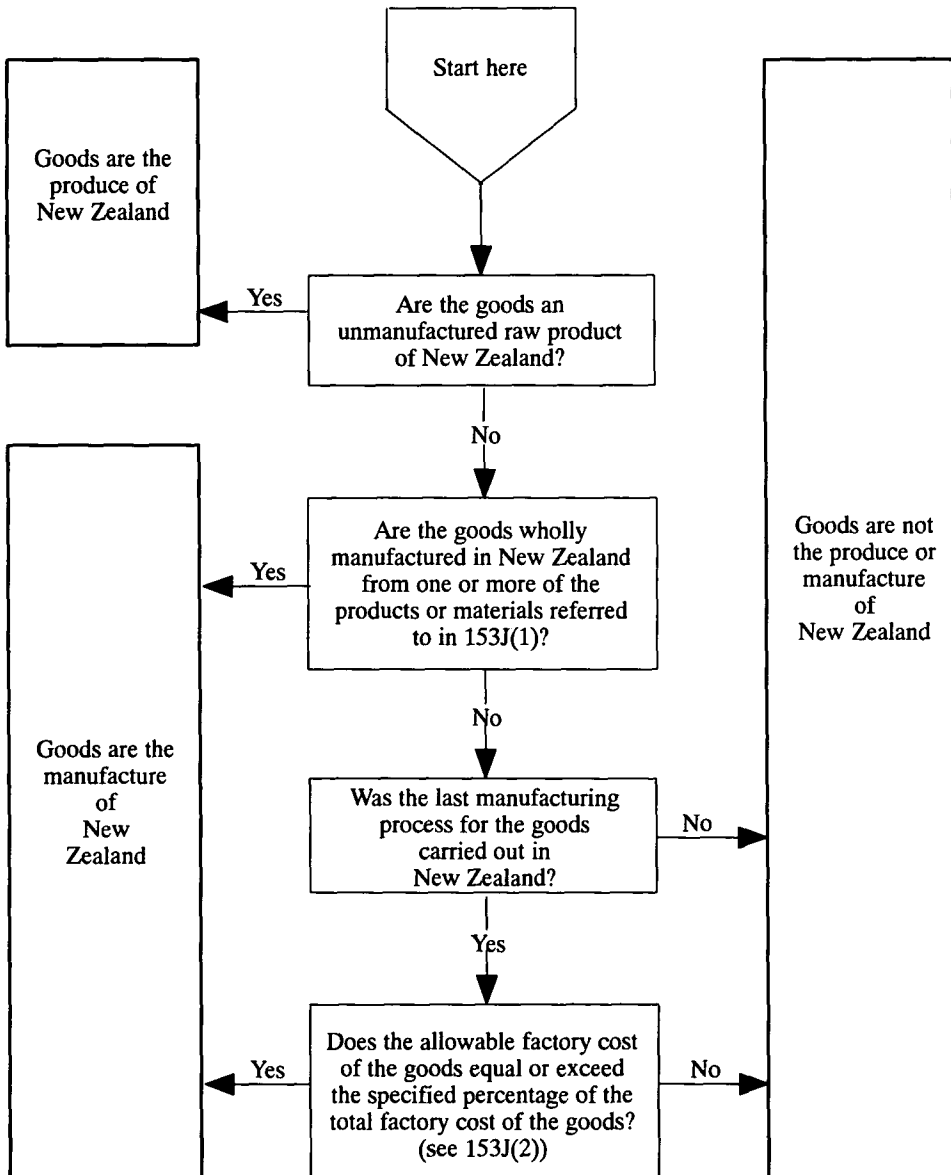 Start here
Goods are the
produce of
New Zealand
Yes
Are the goods an
unmanufactured raw product
of New Zealand?
No
Are the goods wholly
manufactured in New Zealand
from one or more of the
products or materials referred
to in 153J(1)?
Yes
Goods are not
the produce or
manufacture
of
New Zealand
No
Goods are the
manufacture
of
New
Zealand
Was the last manufacturing
process for the goods
carried out in
New Zealand?
No
Yes
Does the allowable factory cost
of the goods equal or exceed
the specified percentage of the
total factory cost of the goods?
(see 153J(2))
Yes
No